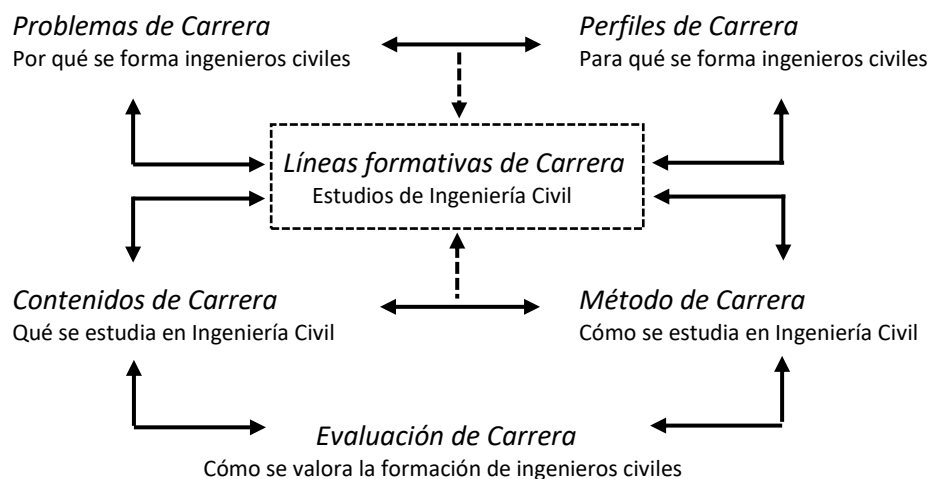 Problemas de Carrera
Por qué se forma ingenieros civiles
Perfiles de Carrera
Para qué se forma ingenieros civiles
Líneas formativas de Carrera
Estudios de Ingeniería Civil
Contenidos de Carrera
Qué se estudia en Ingeniería Civil
Método de Carrera
Cómo se estudia en Ingeniería Civil
Evaluación de Carrera
Cómo se valora la formación de ingenieros civiles